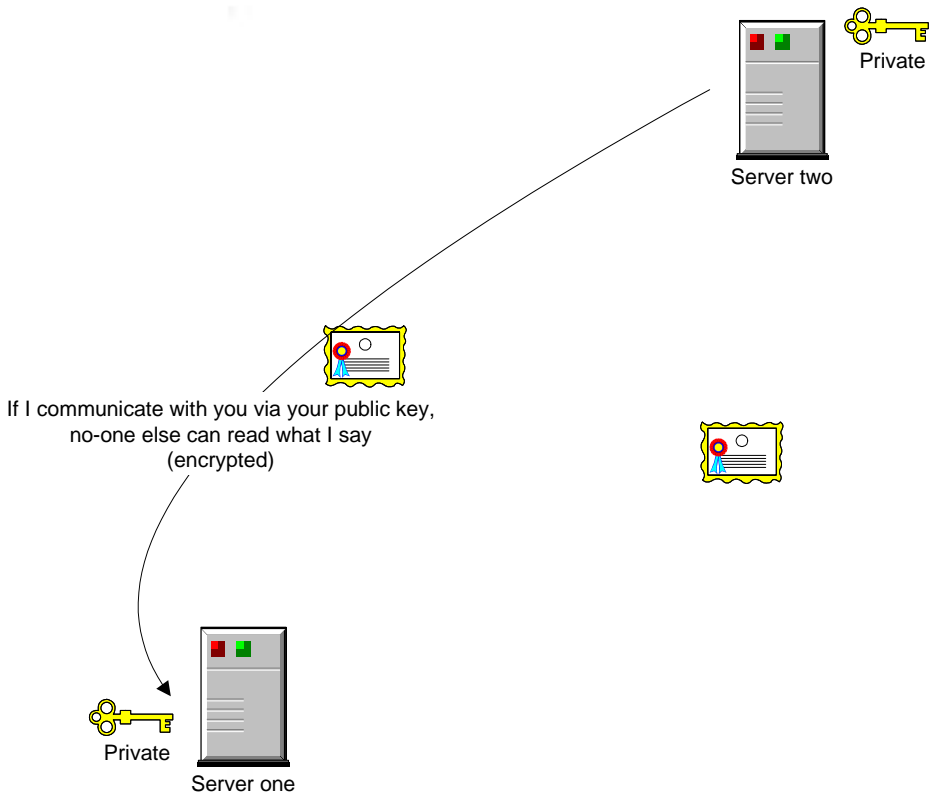 Private
Server two
If I communicate with you via your public key,
no-one else can read what I say
(encrypted)
Private
Server one